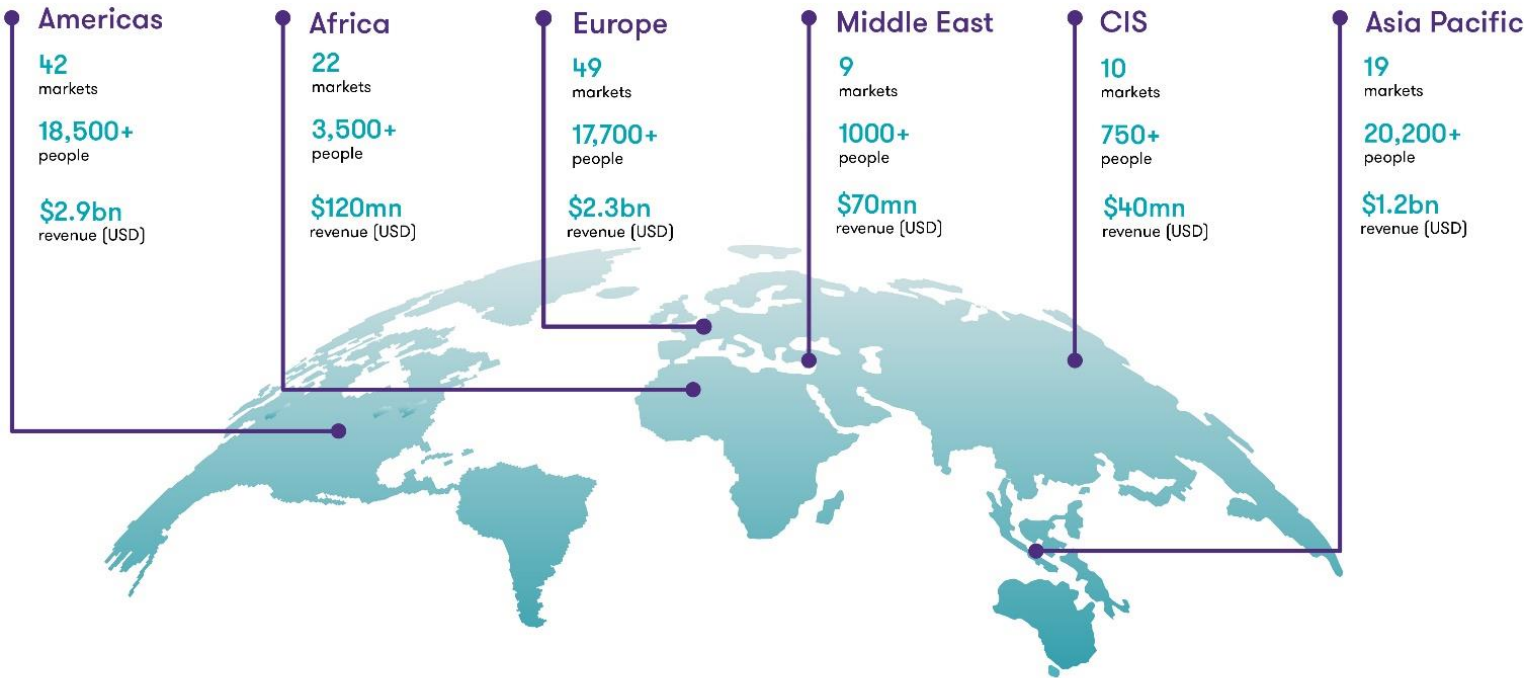 Americas
42
markets
18,500+
people
$2.9bn
revenue (USD)
Africa
22
markets
3,500+
people
$120mn
revenue (USD)
Europe
49
markets
17,700+
people
$2.3bn
revenue (USD)
Middle East
9
markets
1000+
people
$70mn
revenue (USD)
CIS
10
markets
750+
people
$40mn
revenue (USD)
Asia Pacific
19
markets
20,200+
people
$1.2bn
revenue (USD)